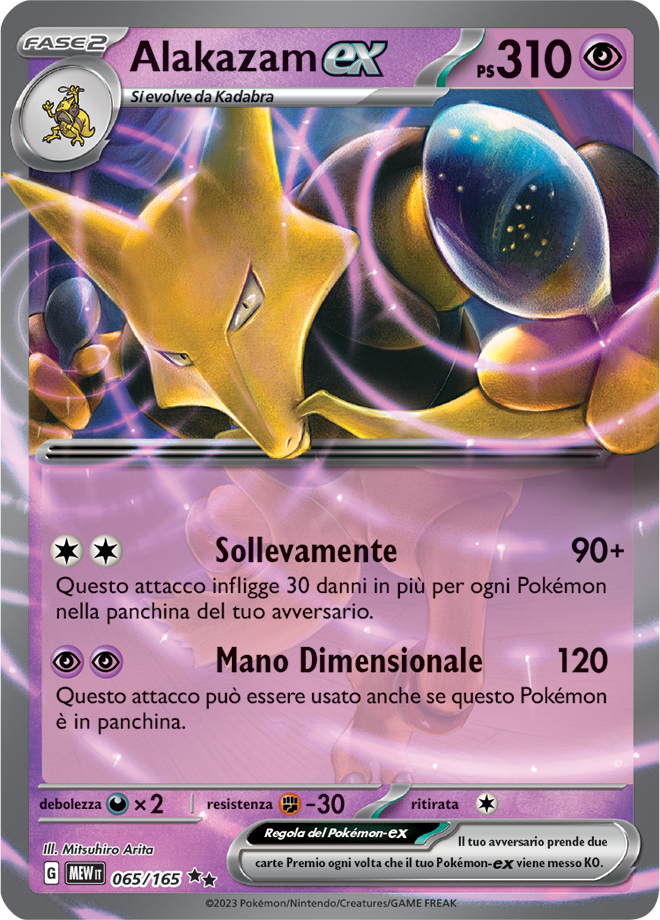 FASE 2 Alakazam ex PS 310
Si evolve da Kadabra
Sollevamente 90+
Questo attacco infligge 30 danni in più per ogni Pokémon
nella panchina del tuo avversario.
Mano Dimensionale 120
Questo attacco può essere usato anche se questo Pokémon
è in panchina.
debolezza ×2 resistenza -30 ritirata
Ill. Mitsuhiro Arita
Regola del Pokémon-ex
Il tuo avversario prende due
carte Premio ogni volta che il tuo Pokémon-ex viene messo KO.
G MEW IT 065/165
©2023 Pokémon/Nintendo/Creatures/GAME FREAK